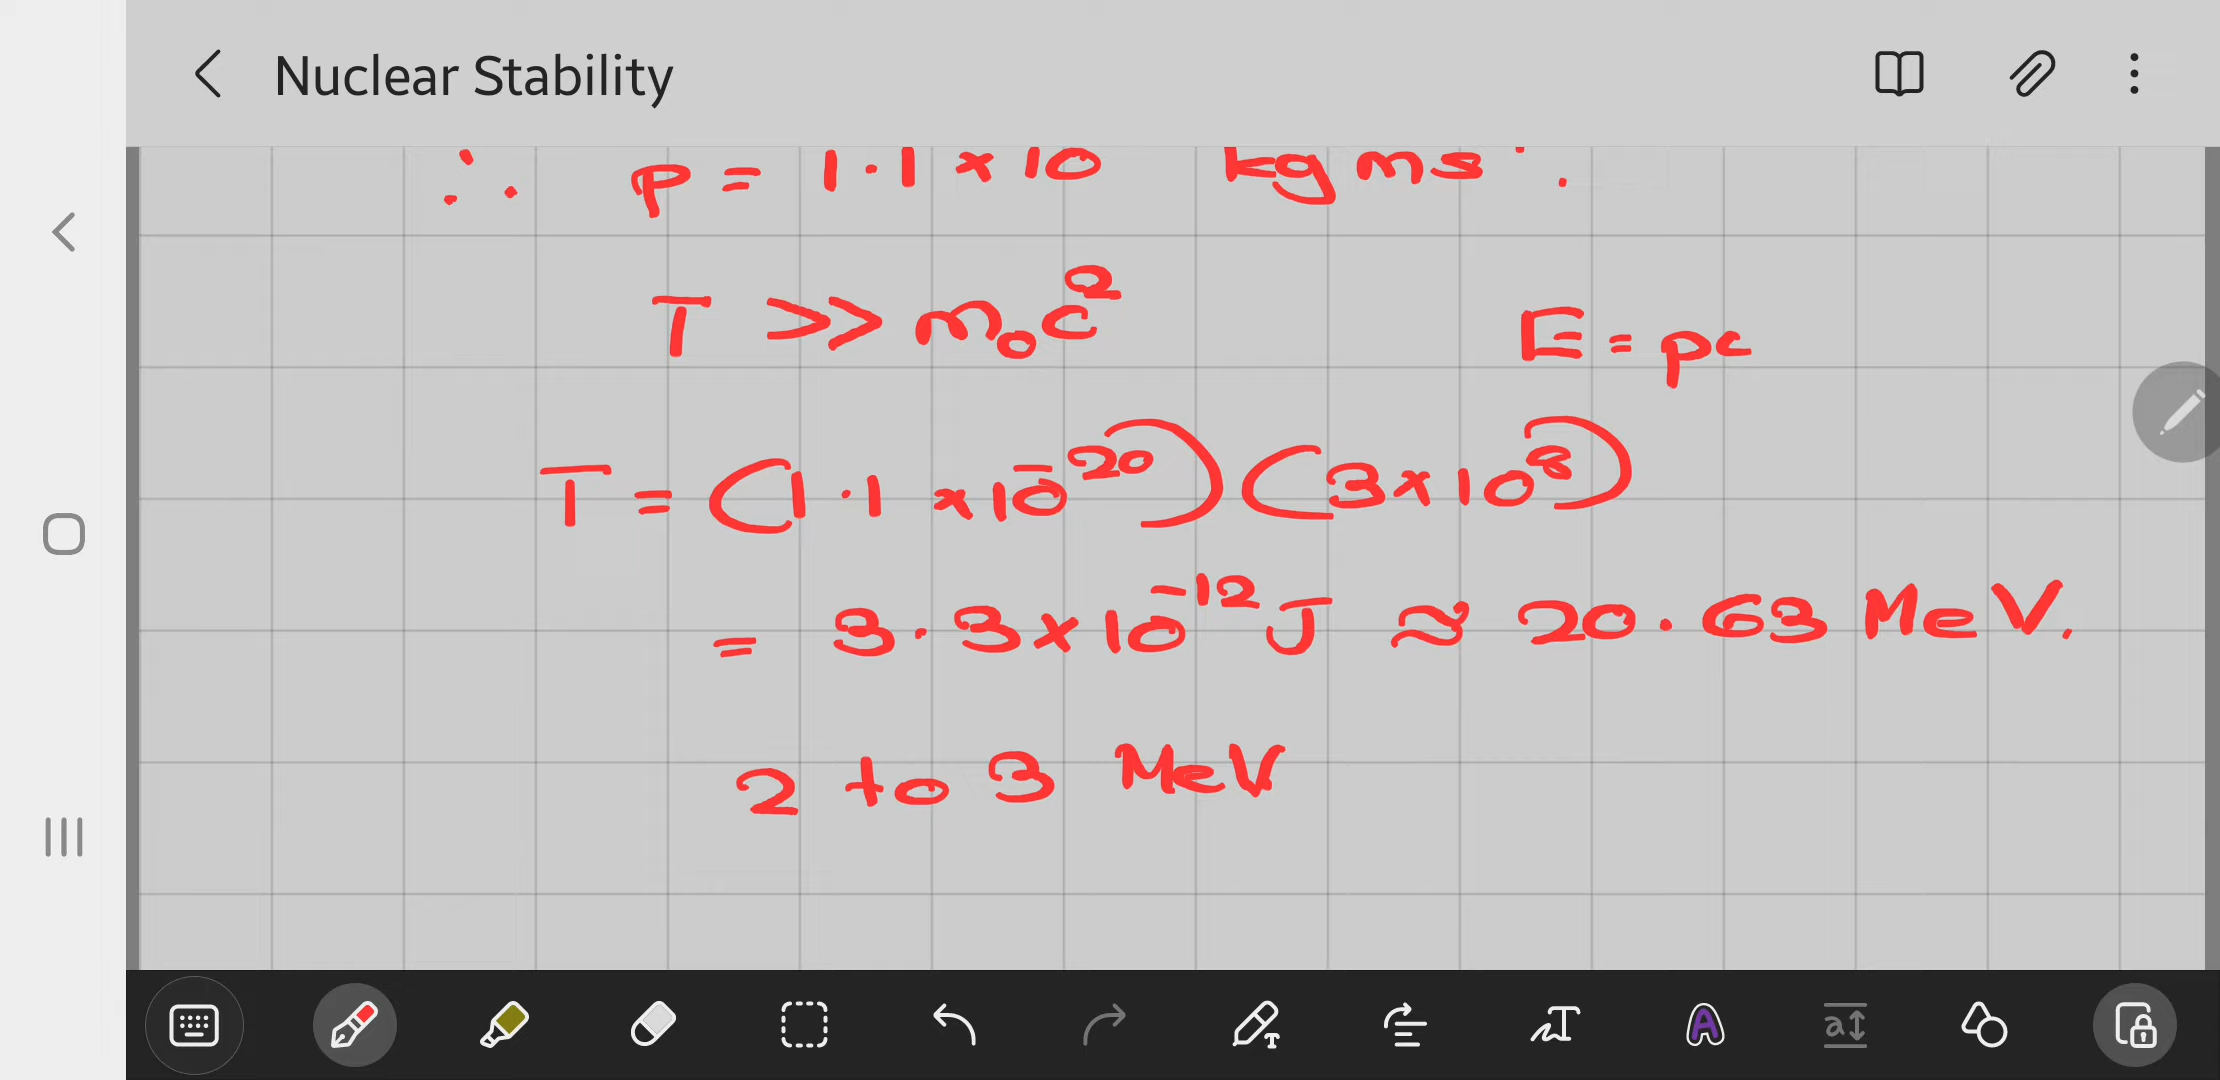 Nuclear Stability
∴ p = 1.1 × 10 kg ms .
T >> m₀c² E = pc
T = (1.1 × 10⁻²⁰) (3 × 10⁸)
= 3.3 × 10⁻¹² J ≈ 20.63 MeV.
2 to 3 MeV